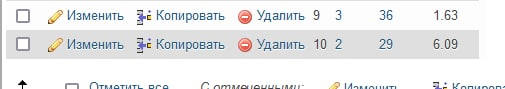 Изменить Копировать Удалить 9 3 36 1.63
Изменить Копировать Удалить 10 2 29 6.09
Отметить все С отмеченными: Изменить